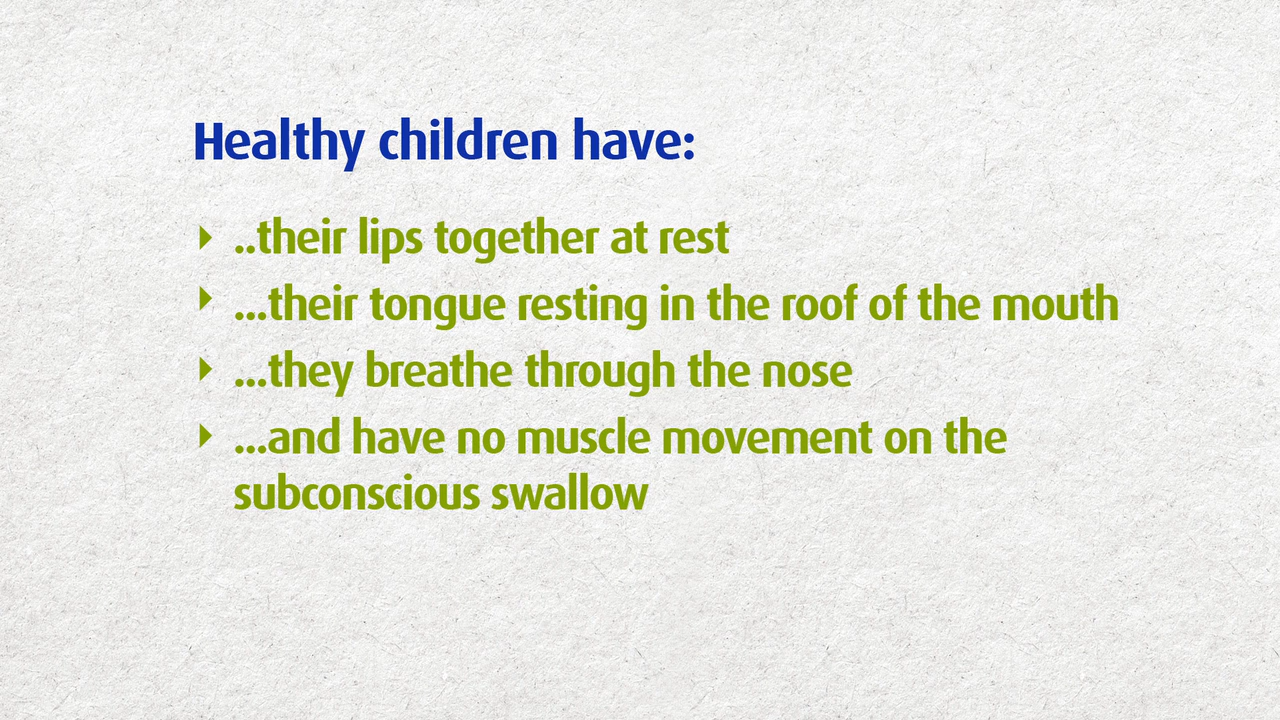 Healthy children have:
..their lips together at rest
...their tongue resting in the roof of the mouth
...they breathe through the nose
...and have no muscle movement on the
subconscious swallow